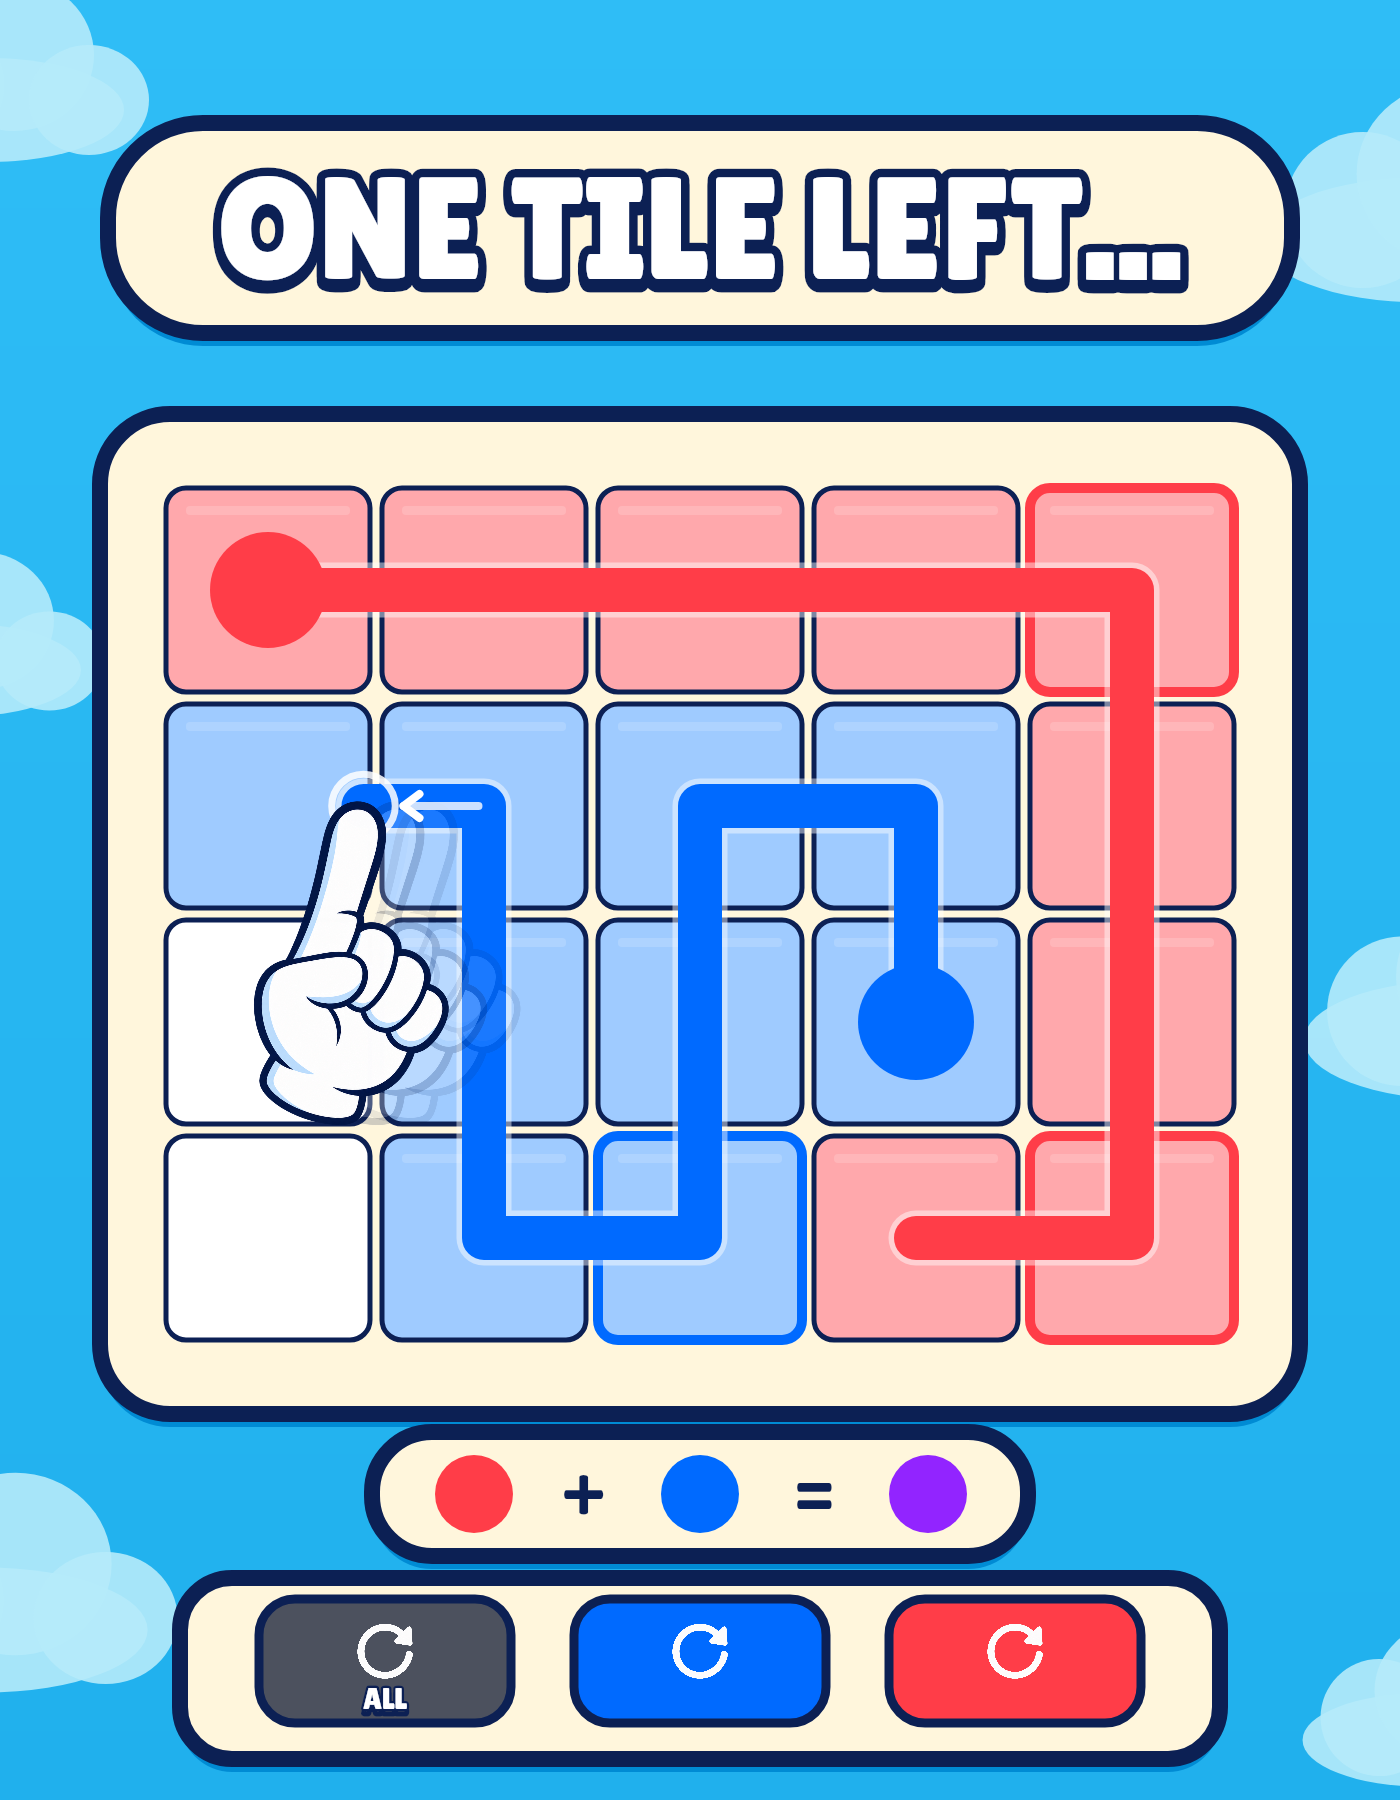 ONE TILE LEFT...
+ =
ALL